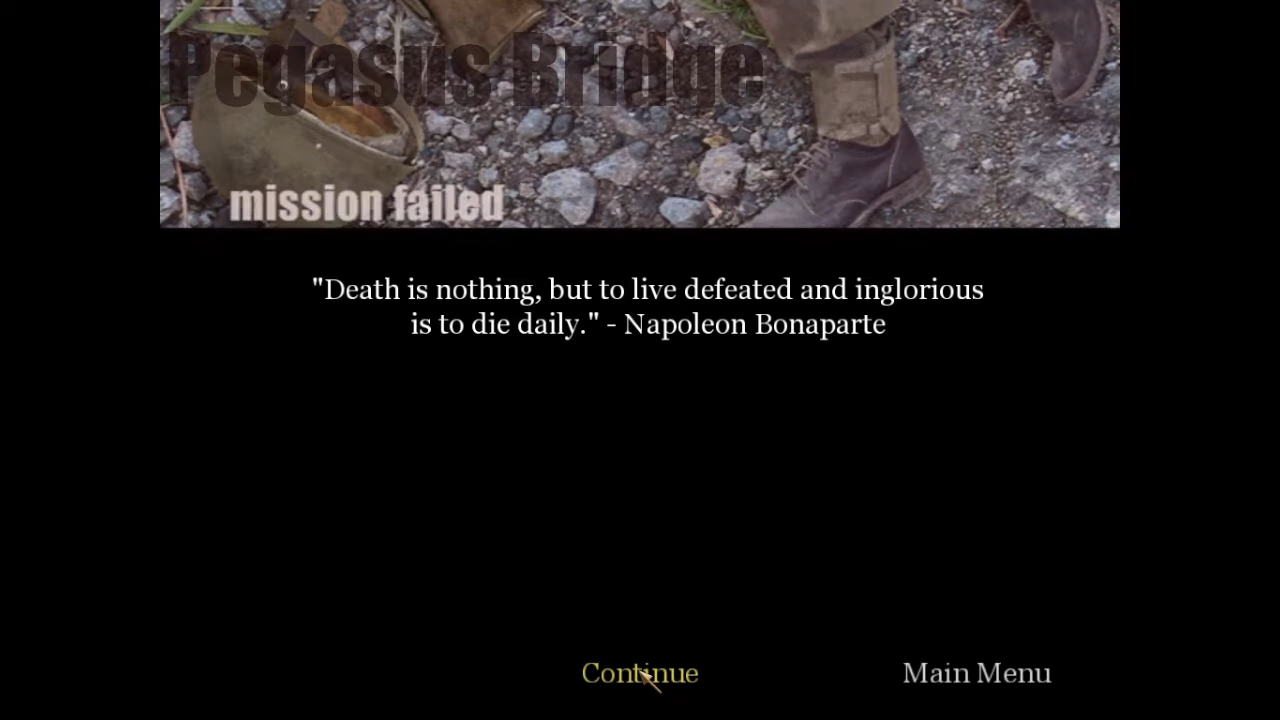 Pegasus Bridge
mission failed
"Death is nothing, but to live defeated and inglorious
is to die daily." - Napoleon Bonaparte
Continue
Main Menu